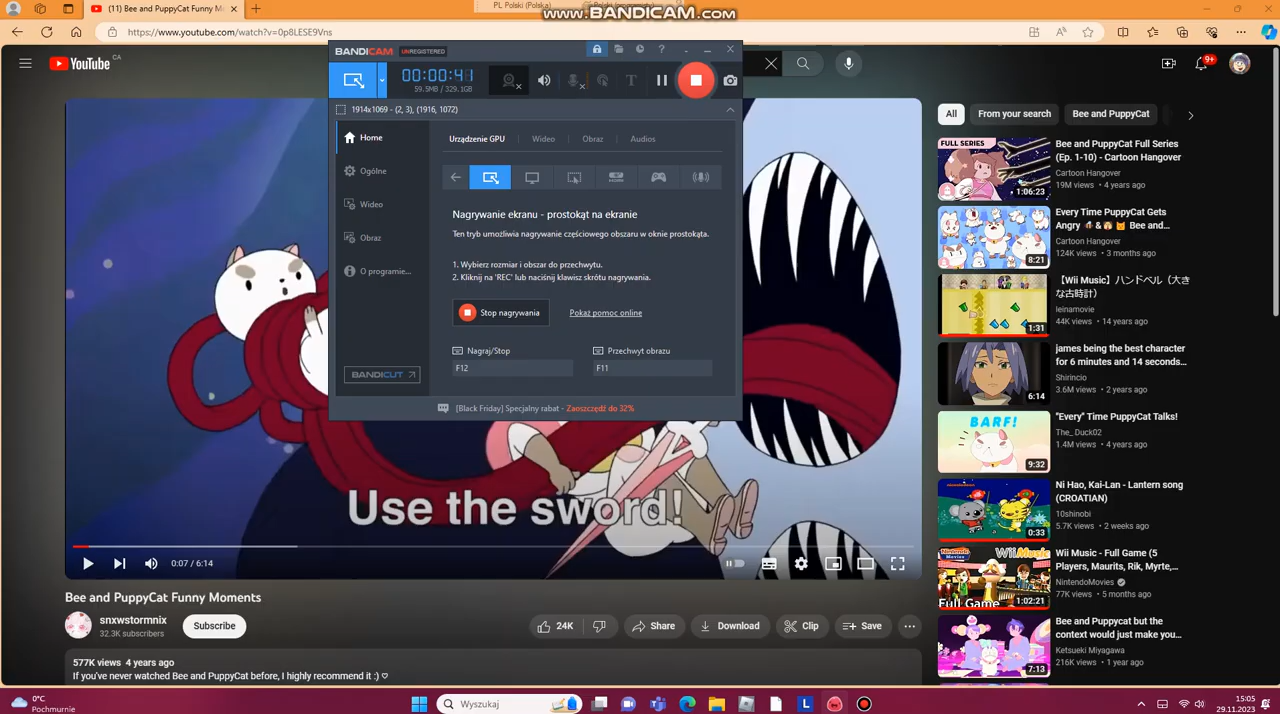 (11) Bee and PuppyCat Funny Mom
PL Polski (Polska)
www.BANDICAM.com
https://www.youtube.com/watch?v=0p8LESE9Vns
YouTube CA
9+
BANDICAM UNREGISTERED
00:00:41
59.5MB / 329.1GB
1914x1069 - (2, 3), (1916, 1072)
Home
Ogólne
Wideo
Obraz
O programie...
BANDICUT
Urządzenie GPU
Wideo
Obraz
Audios
HDMI
Nagrywanie ekranu - prostokąt na ekranie
Ten tryb umożliwia nagrywanie częściowego obszaru w oknie prostokąta.
1. Wybierz rozmiar i obszar do przechwytu.
2. Kliknij na 'REC' lub naciśnij klawisz skrótu nagrywania.
Stop nagrywania
Pokaż pomoc online
Nagraj/Stop
F12
Przechwyt obrazu
F11
[Black Friday] Specjalny rabat - Zaoszczędź do 32%
Use the sword!
0:07 / 6:14
Bee and PuppyCat Funny Moments
snxwstormnix
32.3K subscribers
Subscribe
24K
Share
Download
Clip
Save
577K views 4 years ago
If you've never watched Bee and PuppyCat before, I highly recommend it :) ♡
All
From your search
Bee and PuppyCat
FULL SERIES
1:06:23
Bee and PuppyCat Full Series
(Ep. 1-10) - Cartoon Hangover
Cartoon Hangover
19M views • 4 years ago
8:21
Every Time PuppyCat Gets
Angry 💢&😾 🐱 Bee and...
Cartoon Hangover
124K views • 3 months ago
1:31
【Wii Music】ハンドベル（大き
な古時計）
leinamovie
44K views • 14 years ago
6:14
james being the best character
for 6 minutes and 14 seconds...
Shirincio
3.6M views • 2 years ago
BARF!
9:32
"Every" Time PuppyCat Talks!
The_Duck02
1.4M views • 4 years ago
0:33
Ni Hao, Kai-Lan - Lantern song
(CROATIAN)
10shinobi
5.7K views • 2 weeks ago
Nintendo Movies
Wii Music
Full Game
1:02:21
Wii Music - Full Game (5
Players, Maurits, Rik, Myrte,...
NintendoMovies
77K views • 5 months ago
7:13
Bee and Puppycat but the
context would just make you...
Ketsueki Miyagawa
216K views • 1 year ago
0°C
Pochmurnie
Wyszukaj
L
15:05
29.11.2023